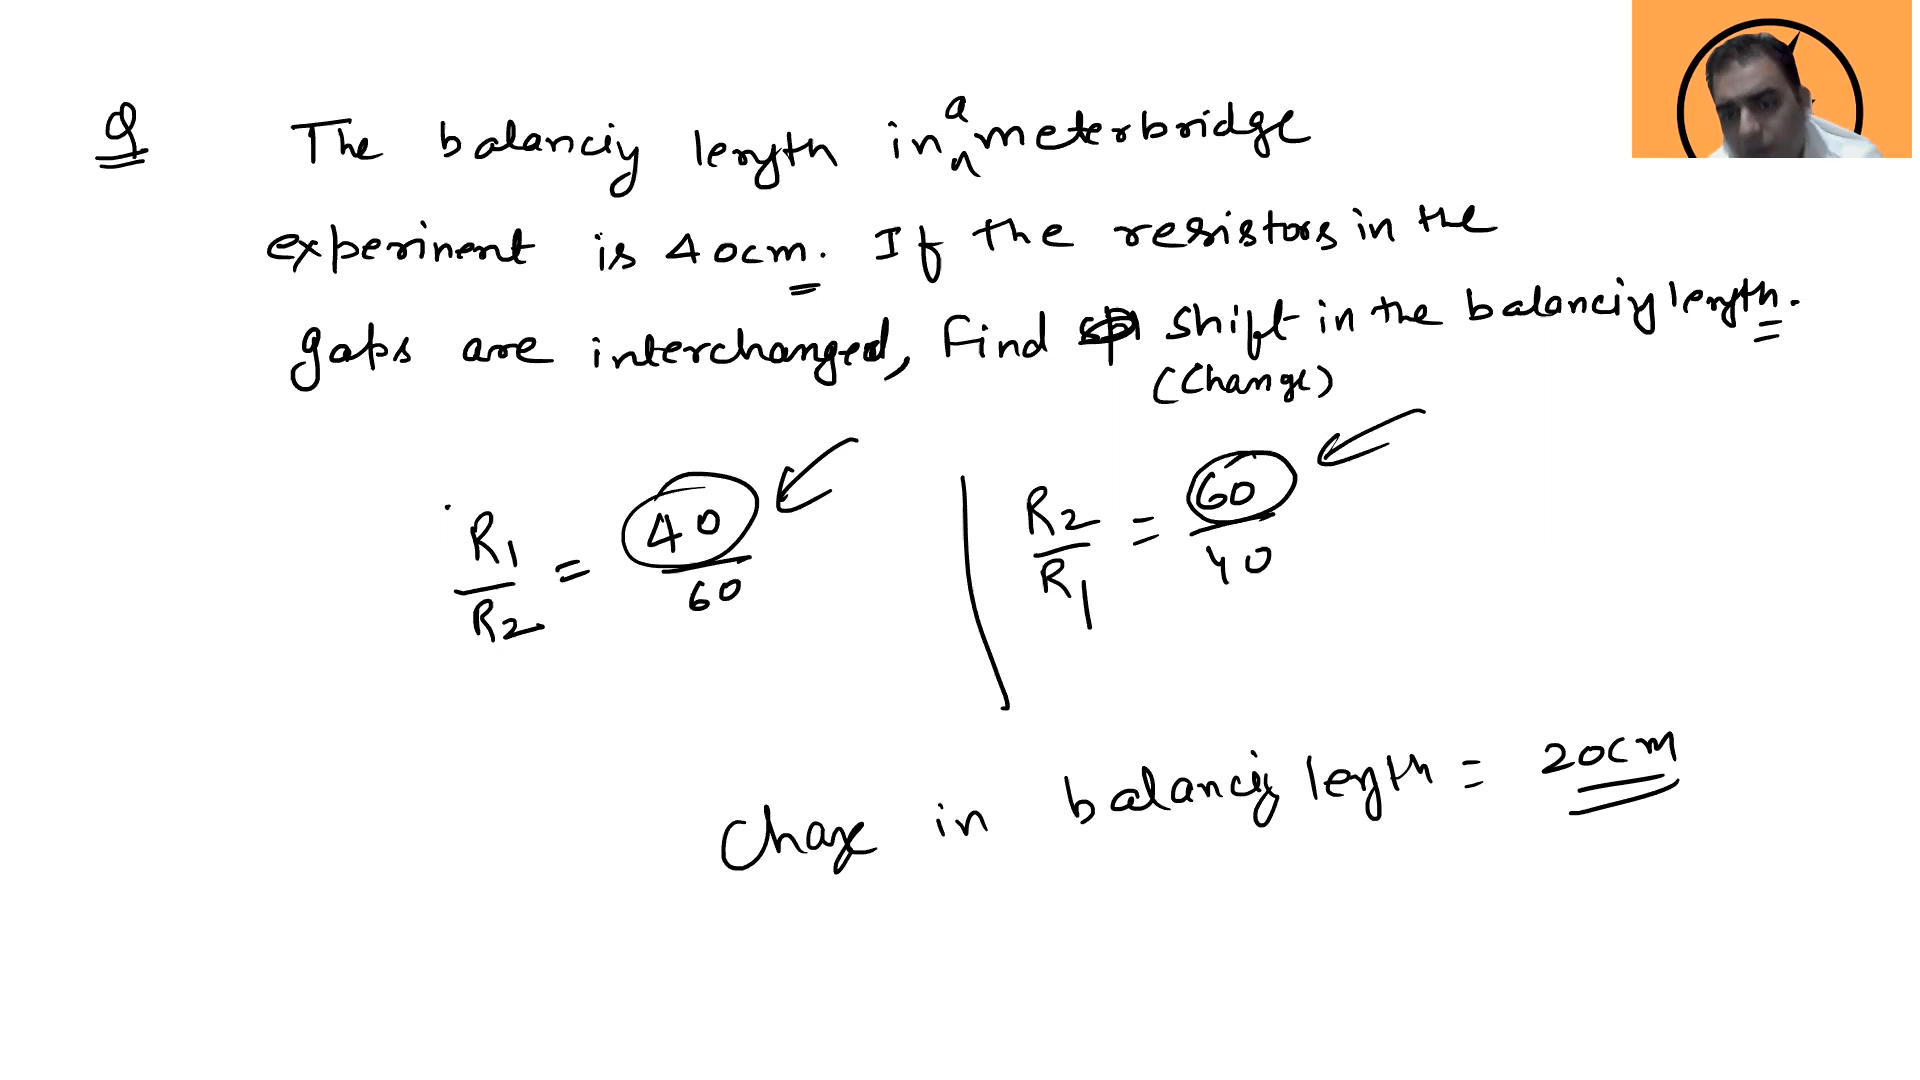 Q The balancing length in a meterbridge
experiment is 40cm. If the resistors in the
gaps are interchanged, find shift in the balancing length.
(Change)
R1/R2 = 40/60
R2/R1 = 60/40
Change in balancing length = 20cm